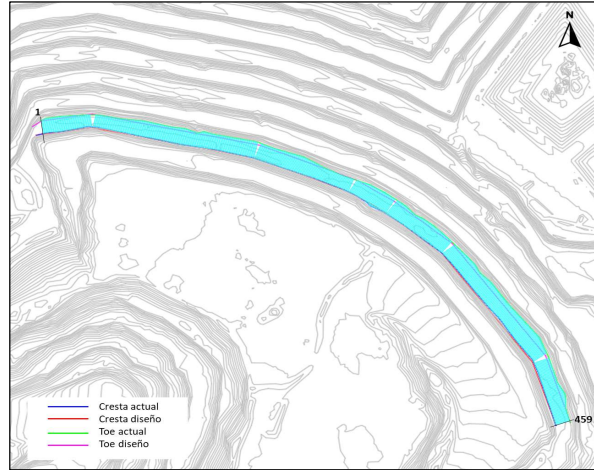 N
1
459
Cresta actual
Cresta diseño
Toe actual
Toe diseño